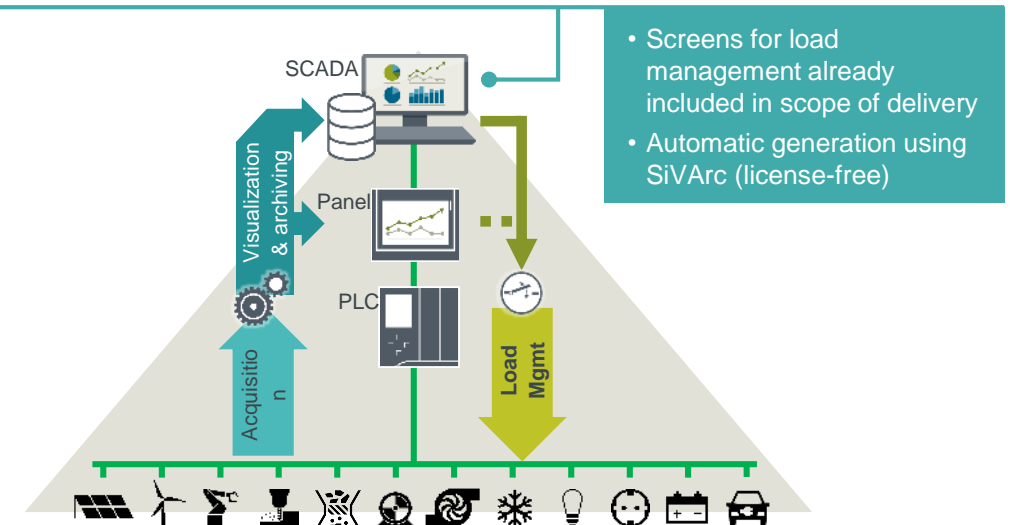 • Screens for load
management already
included in scope of delivery
• Automatic generation using
SiVArc (license-free)
SCADA
Visualization
& archiving
Panel
PLC
Acquisitio
n
Load
Mgmt